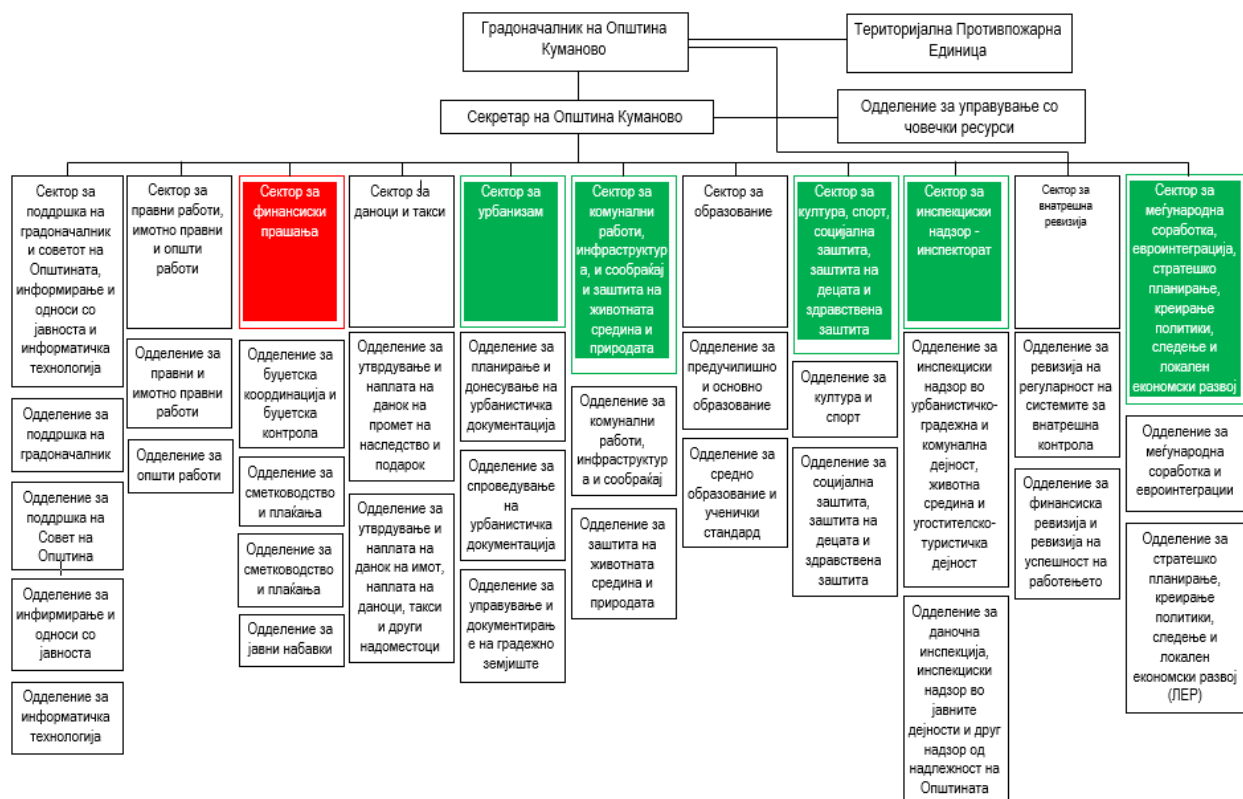 Градоначалник на Општина
Куманово
Територијална Противпожарна
Единица
Секретар на Општина Куманово
Одделение за управување со
човечки ресурси
Сектор за
поддршка на
градоначалник
и советот на
Општината,
информирање и
односи со
јавноста и
информатичка
технологија
Одделение за
поддршка на
градоначалник
Одделение за
поддршка на
Совет на
Општина
Одделение за
инфирмирање и
односи со
јавноста
Одделение за
информатичка
технологија
Сектор за
правни работи,
имотно правни
и општи
работи
Одделение за
правни и
имотно правни
работи
Одделение за
општи работи
Сектор за
финансиски
прашања
Одделение за
буџетска
координација и
буџетска
контрола
Одделение за
сметководство
и плаќања
Одделение за
сметководство
и плаќања
Одделение за
јавни набавки
Сектор за
даноци и такси
Одделение за
утврдување и
наплата на
данок на
промет на
наследство и
подарок
Одделение за
утврдување и
наплата на
данок на имот,
наплата на
даноци, такси
и други
надоместоци
Сектор за
урбанизам
Одделение за
планирање и
донесување на
урбанистичка
документација
Одделение за
спроведување
на
урбанистичка
документација
Одделение за
управување и
документирањ
е на градежно
земјиште
Сектор за
комунални
работи,
инфраструктур
а, и сообраќај
и заштита на
животната
средина и
природата
Одделение за
комунални
работи,
инфраструктур
а и сообраќај
Одделение за
заштита на
животната
средина и
природата
Сектор за
образование
Одделение за
предучилишно
и основно
образование
Одделение за
средно
образование и
ученички
стандард
Сектор за
култура, спорт,
социјална
заштита,
заштита на
децата и
здравствена
заштита
Одделение за
култура и
спорт
Одделение за
социјална
заштита,
заштита на
децата и
здравствена
заштита
Сектор за
инспекциски
надзор -
инспекторат
Одделение за
инспекциски
надзор во
урбанистичко-
градежна и
комунална
дејност,
животна
средина и
угостителско-
туристичка
дејност
Одделение за
даночна
инспекција,
инспекциски
надзор во
јавните
дејности и друг
надзор од
надлежност на
Општината
Сектор за
внатрешна
ревизија
Одделение за
ревизија на
регуларност на
системите за
внатрешна
контрола
Одделение за
финансиска
ревизија и
ревизија на
успешност на
работењето
Сектор за
меѓународна
соработка,
евроинтеграција,
стратешко
планирање,
креирање
политики,
следење и
локален
економски развој
Одделение за
меѓународна
соработка и
евроинтеграции
Одделение за
стратешко
планирање,
креирање
политики,
следење и
локален
економски развој
(ЛЕР)